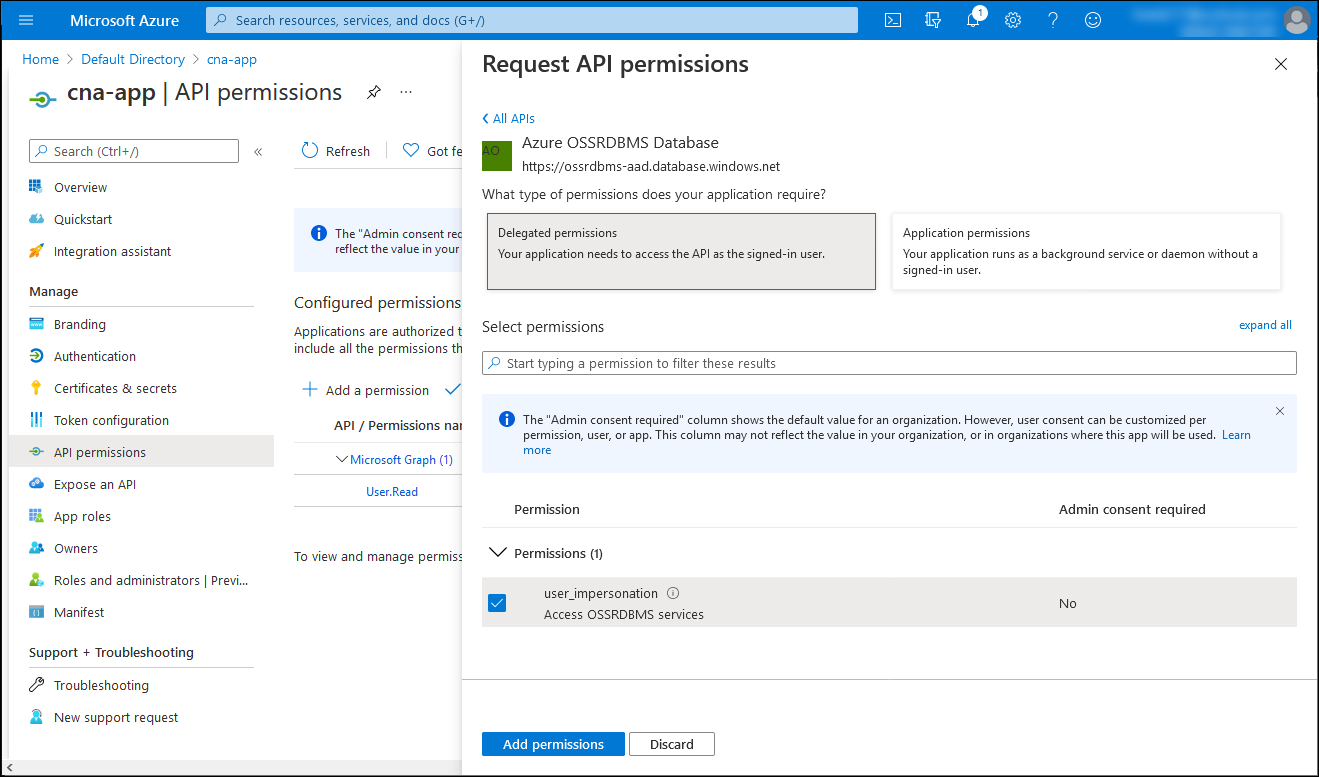 Microsoft Azure
Search resources, services, and docs (G+/)
1
Home > Default Directory > cna-app
cna-app | API permissions
...
Search (Ctrl+/)
«
Overview
Quickstart
Integration assistant
Manage
Branding
Authentication
Certificates & secrets
Token configuration
API permissions
Expose an API
App roles
Owners
Roles and administrators | Previ...
Manifest
Support + Troubleshooting
Troubleshooting
New support request
Refresh
Got fe
The "Admin consent req
reflect the value in your
Configured permissions
Applications are authorized t
include all the permissions th
Add a permission
API / Permissions nar
Microsoft Graph (1)
User.Read
To view and manage permiss
Request API permissions
All APIs
AO
Azure OSSRDBMS Database
https://ossrdbms-aad.database.windows.net
What type of permissions does your application require?
Delegated permissions
Your application needs to access the API as the signed-in user.
Application permissions
Your application runs as a background service or daemon without a
signed-in user.
Select permissions
expand all
Start typing a permission to filter these results
The "Admin consent required" column shows the default value for an organization. However, user consent can be customized per
permission, user, or app. This column may not reflect the value in your organization, or in organizations where this app will be used. Learn
more
Permission
Admin consent required
Permissions (1)
user_impersonation
Access OSSRDBMS services
No
Add permissions
Discard